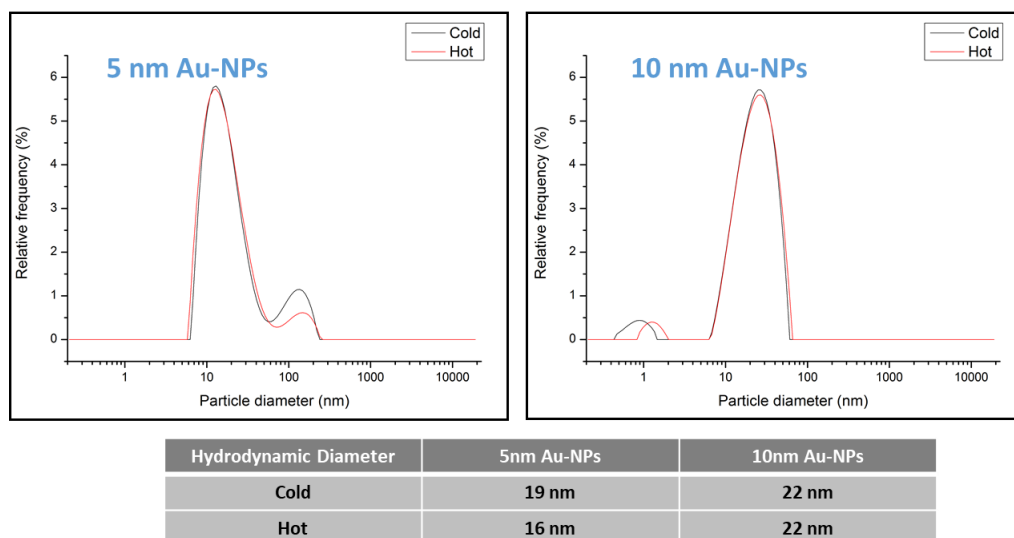 Cold
Hot
5 nm Au-NPs
6
5
4
3
2
1
0
Relative frequency (%)
1 10 100 1000 10000
Particle diameter (nm)
Cold
Hot
10 nm Au-NPs
6
5
4
3
2
1
0
Relative frequency (%)
1 10 100 1000 10000
Particle diameter (nm)
Hydrodynamic Diameter 5nm Au-NPs 10nm Au-NPs
Cold 19 nm 22 nm
Hot 16 nm 22 nm